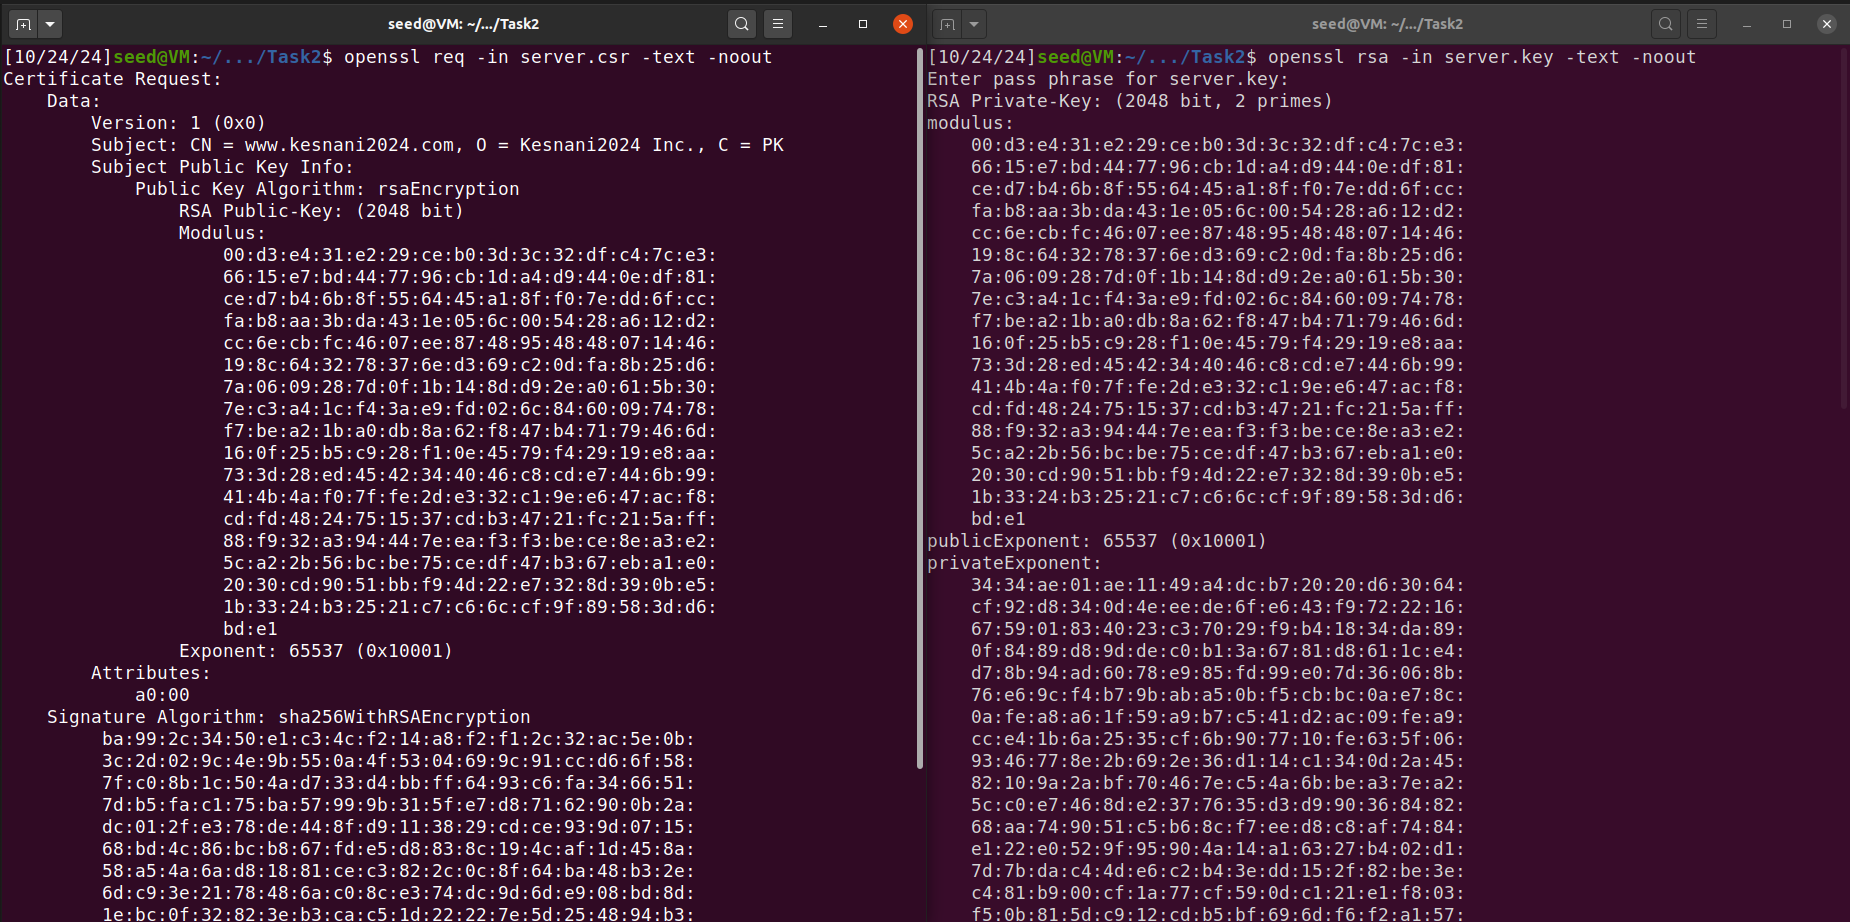 seed@VM: ~/.../Task2
[10/24/24]seed@VM:~/.../Task2$ openssl req -in server.csr -text -noout
Certificate Request:
    Data:
        Version: 1 (0x0)
        Subject: CN = www.kesnani2024.com, O = Kesnani2024 Inc., C = PK
        Subject Public Key Info:
            Public Key Algorithm: rsaEncryption
                RSA Public-Key: (2048 bit)
                Modulus:
                    00:d3:e4:31:e2:29:ce:b0:3d:3c:32:df:c4:7c:e3:
                    66:15:e7:bd:44:77:96:cb:1d:a4:d9:44:0e:df:81:
                    ce:d7:b4:6b:8f:55:64:45:a1:8f:f0:7e:dd:6f:cc:
                    fa:b8:aa:3b:da:43:1e:05:6c:00:54:28:a6:12:d2:
                    cc:6e:cb:fc:46:07:ee:87:48:95:48:48:07:14:46:
                    19:8c:64:32:78:37:6e:d3:69:c2:0d:fa:8b:25:d6:
                    7a:06:09:28:7d:0f:1b:14:8d:d9:2e:a0:61:5b:30:
                    7e:c3:a4:1c:f4:3a:e9:fd:02:6c:84:60:09:74:78:
                    f7:be:a2:1b:a0:db:8a:62:f8:47:b4:71:79:46:6d:
                    16:0f:25:b5:c9:28:f1:0e:45:79:f4:29:19:e8:aa:
                    73:3d:28:ed:45:42:34:40:46:c8:cd:e7:44:6b:99:
                    41:4b:4a:f0:7f:fe:2d:e3:32:c1:9e:e6:47:ac:f8:
                    cd:fd:48:24:75:15:37:cd:b3:47:21:fc:21:5a:ff:
                    88:f9:32:a3:94:44:7e:ea:f3:f3:be:ce:8e:a3:e2:
                    5c:a2:2b:56:bc:be:75:ce:df:47:b3:67:eb:a1:e0:
                    20:30:cd:90:51:bb:f9:4d:22:e7:32:8d:39:0b:e5:
                    1b:33:24:b3:25:21:c7:c6:6c:cf:9f:89:58:3d:d6:
                    bd:e1
                Exponent: 65537 (0x10001)
        Attributes:
            a0:00
    Signature Algorithm: sha256WithRSAEncryption
         ba:99:2c:34:50:e1:c3:4c:f2:14:a8:f2:f1:2c:32:ac:5e:0b:
         3c:2d:02:9c:4e:9b:55:0a:4f:53:04:69:9c:91:cc:d6:6f:58:
         7f:c0:8b:1c:50:4a:d7:33:d4:bb:ff:64:93:c6:fa:34:66:51:
         7d:b5:fa:c1:75:ba:57:99:9b:31:5f:e7:d8:71:62:90:0b:2a:
         dc:01:2f:e3:78:de:44:8f:d9:11:38:29:cd:ce:93:9d:07:15:
         68:bd:4c:86:bc:b8:67:fd:e5:d8:83:8c:19:4c:af:1d:45:8a:
         58:a5:4a:6a:d8:18:81:ce:c3:82:2c:0c:8f:64:ba:48:b3:2e:
         6d:c9:3e:21:78:48:6a:c0:8c:e3:74:dc:9d:6d:e9:08:bd:8d:
         1e:bc:0f:32:82:3e:b3:ca:c5:1d:22:22:7e:5d:25:48:94:b3:
seed@VM: ~/.../Task2
[10/24/24]seed@VM:~/.../Task2$ openssl rsa -in server.key -text -noout
Enter pass phrase for server.key:
RSA Private-Key: (2048 bit, 2 primes)
modulus:
    00:d3:e4:31:e2:29:ce:b0:3d:3c:32:df:c4:7c:e3:
    66:15:e7:bd:44:77:96:cb:1d:a4:d9:44:0e:df:81:
    ce:d7:b4:6b:8f:55:64:45:a1:8f:f0:7e:dd:6f:cc:
    fa:b8:aa:3b:da:43:1e:05:6c:00:54:28:a6:12:d2:
    cc:6e:cb:fc:46:07:ee:87:48:95:48:48:07:14:46:
    19:8c:64:32:78:37:6e:d3:69:c2:0d:fa:8b:25:d6:
    7a:06:09:28:7d:0f:1b:14:8d:d9:2e:a0:61:5b:30:
    7e:c3:a4:1c:f4:3a:e9:fd:02:6c:84:60:09:74:78:
    f7:be:a2:1b:a0:db:8a:62:f8:47:b4:71:79:46:6d:
    16:0f:25:b5:c9:28:f1:0e:45:79:f4:29:19:e8:aa:
    73:3d:28:ed:45:42:34:40:46:c8:cd:e7:44:6b:99:
    41:4b:4a:f0:7f:fe:2d:e3:32:c1:9e:e6:47:ac:f8:
    cd:fd:48:24:75:15:37:cd:b3:47:21:fc:21:5a:ff:
    88:f9:32:a3:94:44:7e:ea:f3:f3:be:ce:8e:a3:e2:
    5c:a2:2b:56:bc:be:75:ce:df:47:b3:67:eb:a1:e0:
    20:30:cd:90:51:bb:f9:4d:22:e7:32:8d:39:0b:e5:
    1b:33:24:b3:25:21:c7:c6:6c:cf:9f:89:58:3d:d6:
    bd:e1
publicExponent: 65537 (0x10001)
privateExponent:
    34:34:ae:01:ae:11:49:a4:dc:b7:20:20:d6:30:64:
    cf:92:d8:34:0d:4e:ee:de:6f:e6:43:f9:72:22:16:
    67:59:01:83:40:23:c3:70:29:f9:b4:18:34:da:89:
    0f:84:89:d8:9d:de:c0:b1:3a:67:81:d8:61:1c:e4:
    d7:8b:94:ad:60:78:e9:85:fd:99:e0:7d:36:06:8b:
    76:e6:9c:f4:b7:9b:ab:a5:0b:f5:cb:bc:0a:e7:8c:
    0a:fe:a8:a6:1f:59:a9:b7:c5:41:d2:ac:09:fe:a9:
    cc:e4:1b:6a:25:35:cf:6b:90:77:10:fe:63:5f:06:
    93:46:77:8e:2b:69:2e:36:d1:14:c1:34:0d:2a:45:
    82:10:9a:2a:bf:70:46:7e:c5:4a:6b:be:a3:7e:a2:
    5c:c0:e7:46:8d:e2:37:76:35:d3:d9:90:36:84:82:
    68:aa:74:90:51:c5:b6:8c:f7:ee:d8:c8:af:74:84:
    e1:22:e0:52:9f:95:90:4a:14:a1:63:27:b4:02:d1:
    7d:7b:da:c4:4d:e6:c2:b4:3e:dd:15:2f:82:be:3e:
    c4:81:b9:00:cf:1a:77:cf:59:0d:c1:21:e1:f8:03:
    f5:0b:81:5d:c9:12:cd:b5:bf:69:6d:f6:f2:a1:57: